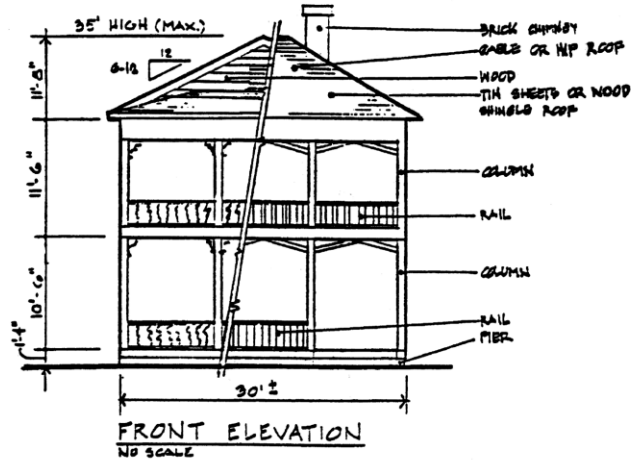 35' HIGH (MAX.)
12
6-12
BRICK CHIMNEY
GABLE OR HIP ROOF
WOOD
TIN SHEETS OR WOOD
SHINGLE ROOF
11'-8"
11'-6"
COLUMN
RAIL
COLUMN
10'-6"
RAIL
PIER
1'-4"
30' ±
FRONT ELEVATION
NO SCALE